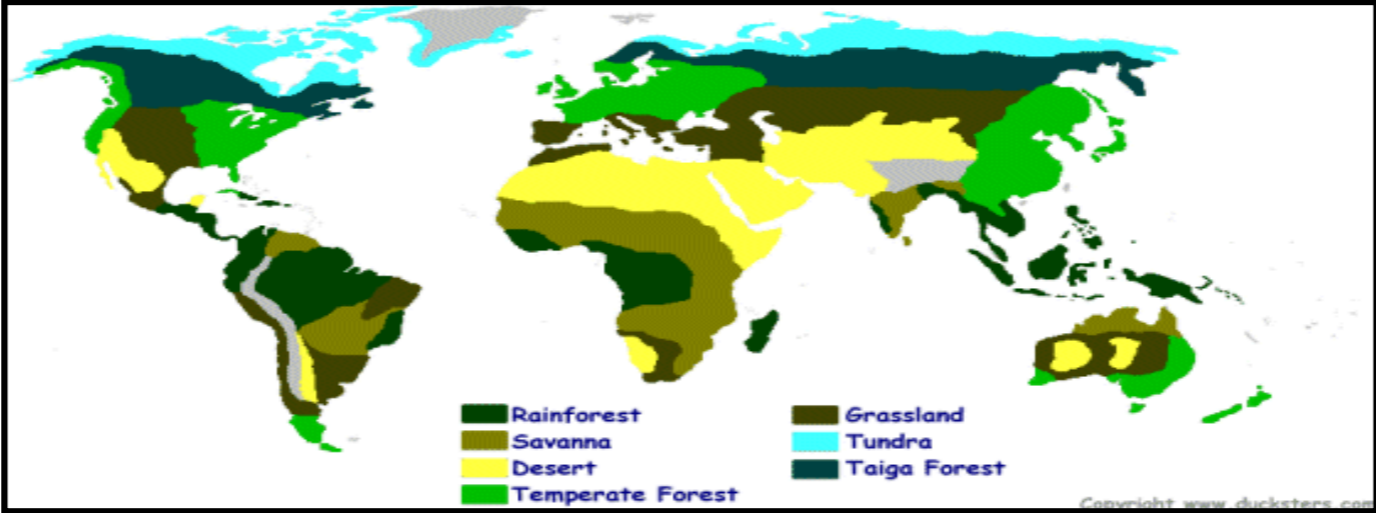 Rainforest
Savanna
Desert
Temperate Forest
Grassland
Tundra
Taiga Forest
Copyright www.ducksters.com